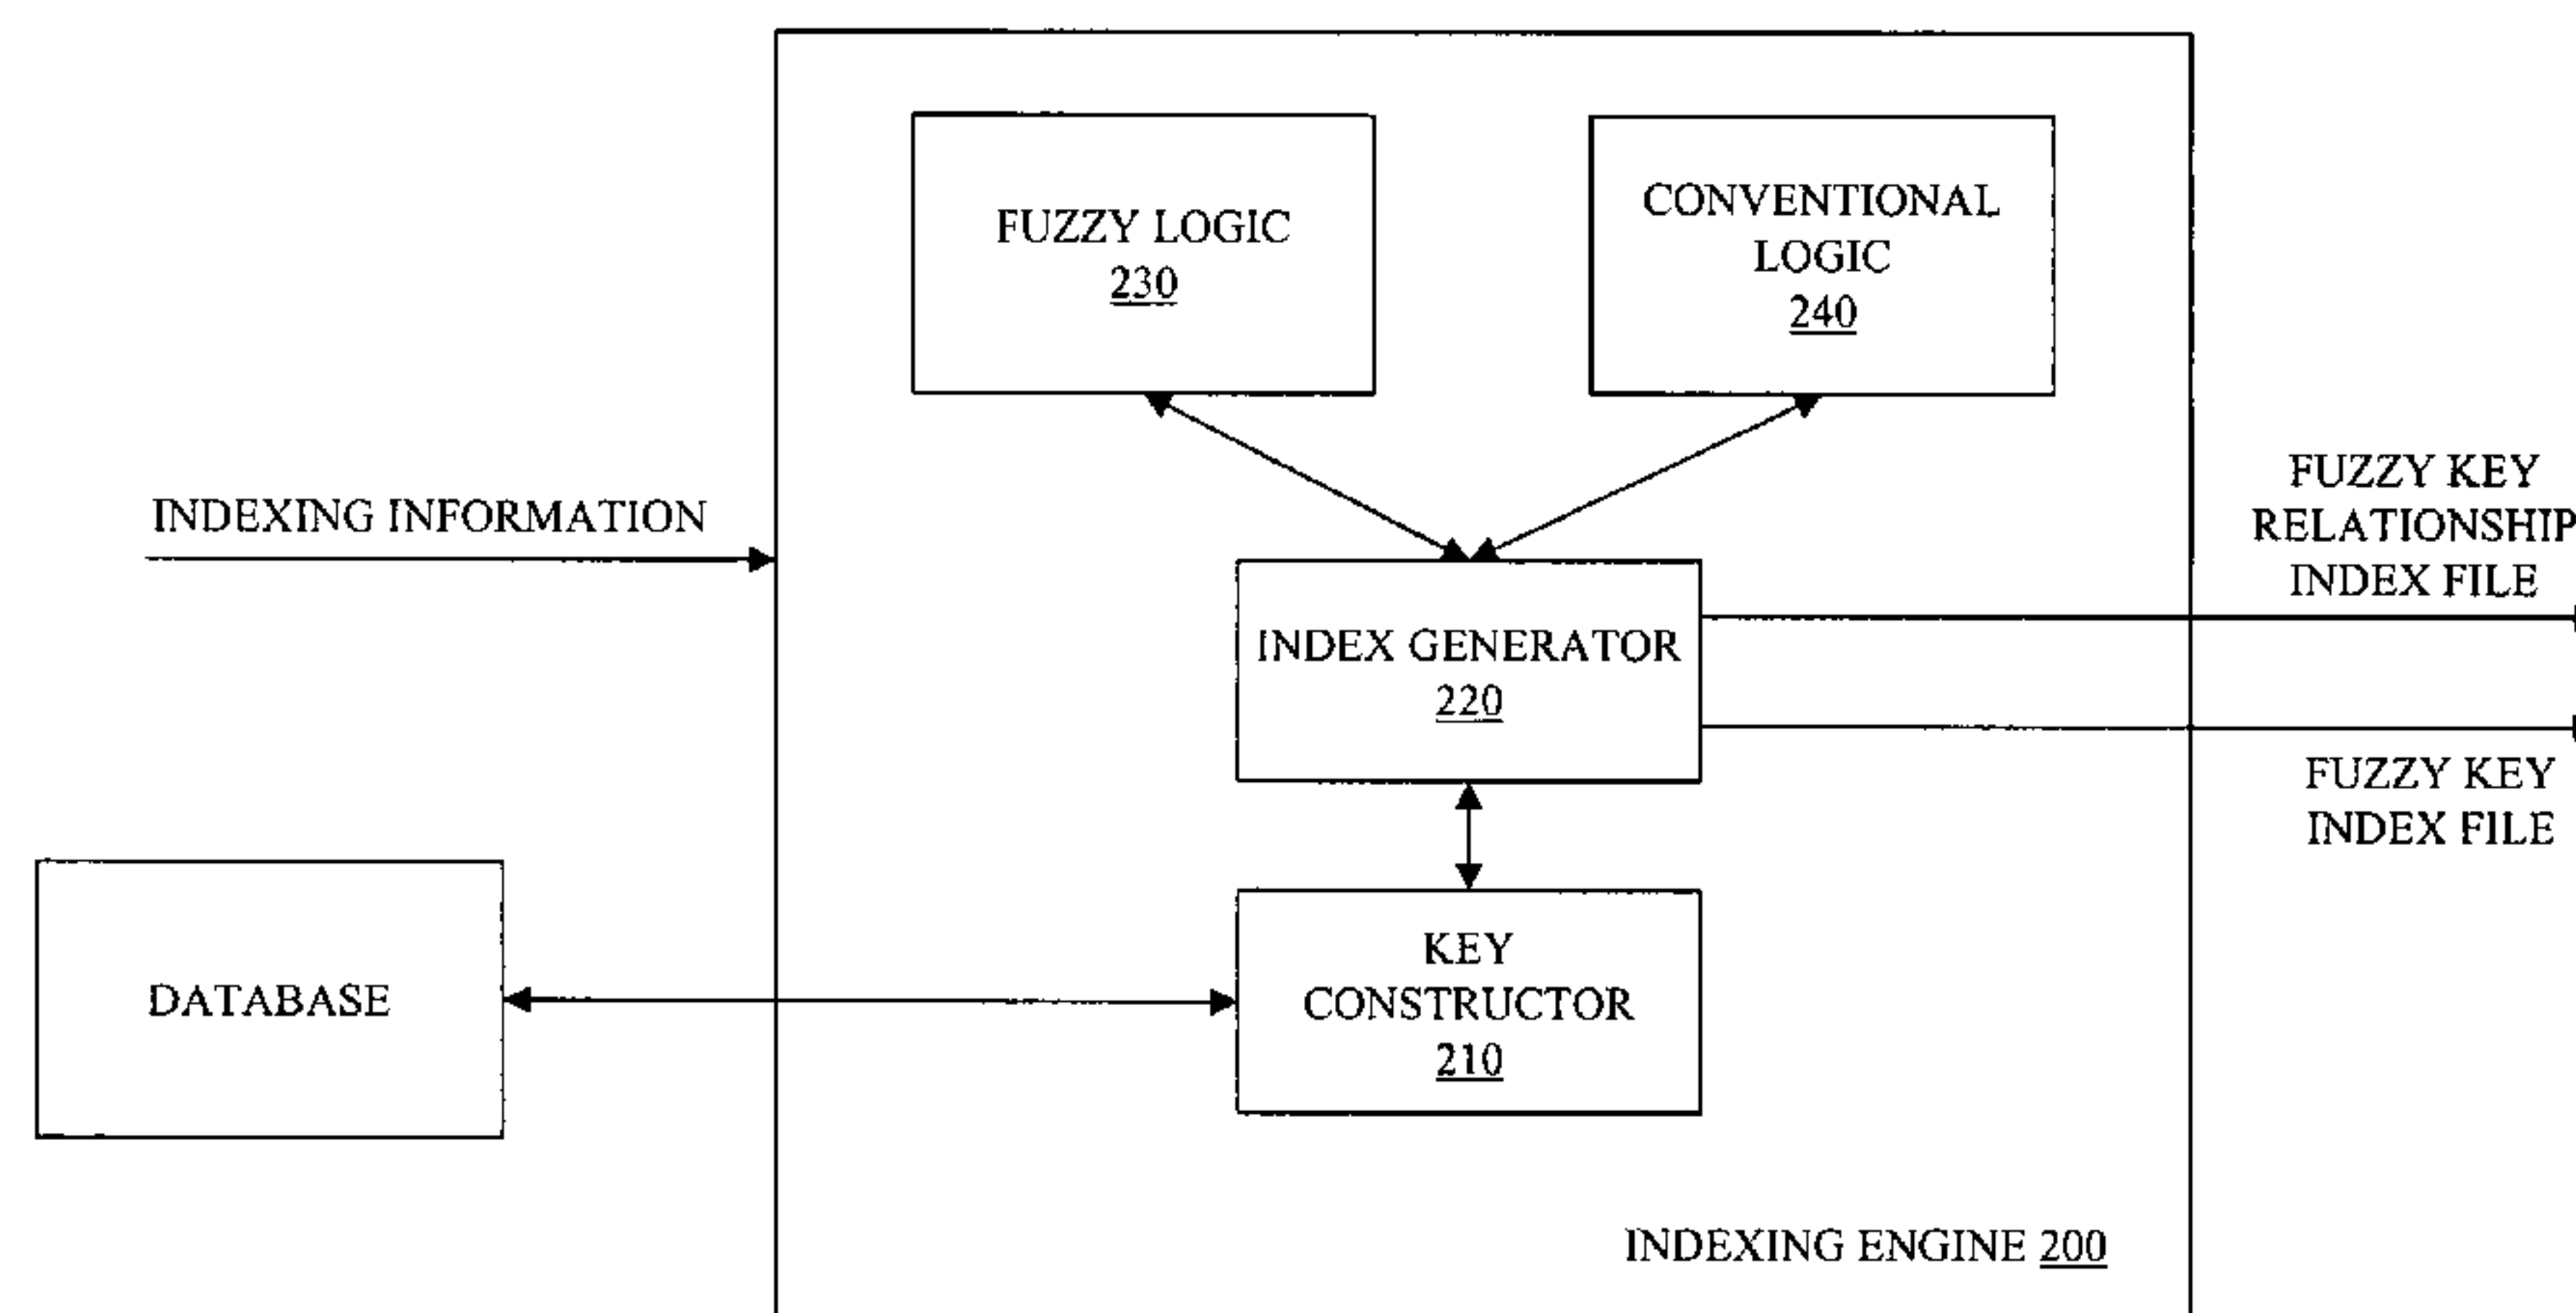 FUZZY LOGIC
230
CONVENTIONAL
LOGIC
240
INDEXING INFORMATION
FUZZY KEY
RELATIONSHIP
INDEX FILE
INDEX GENERATOR
220
FUZZY KEY
INDEX FILE
DATABASE
KEY
CONSTRUCTOR
210
INDEXING ENGINE 200